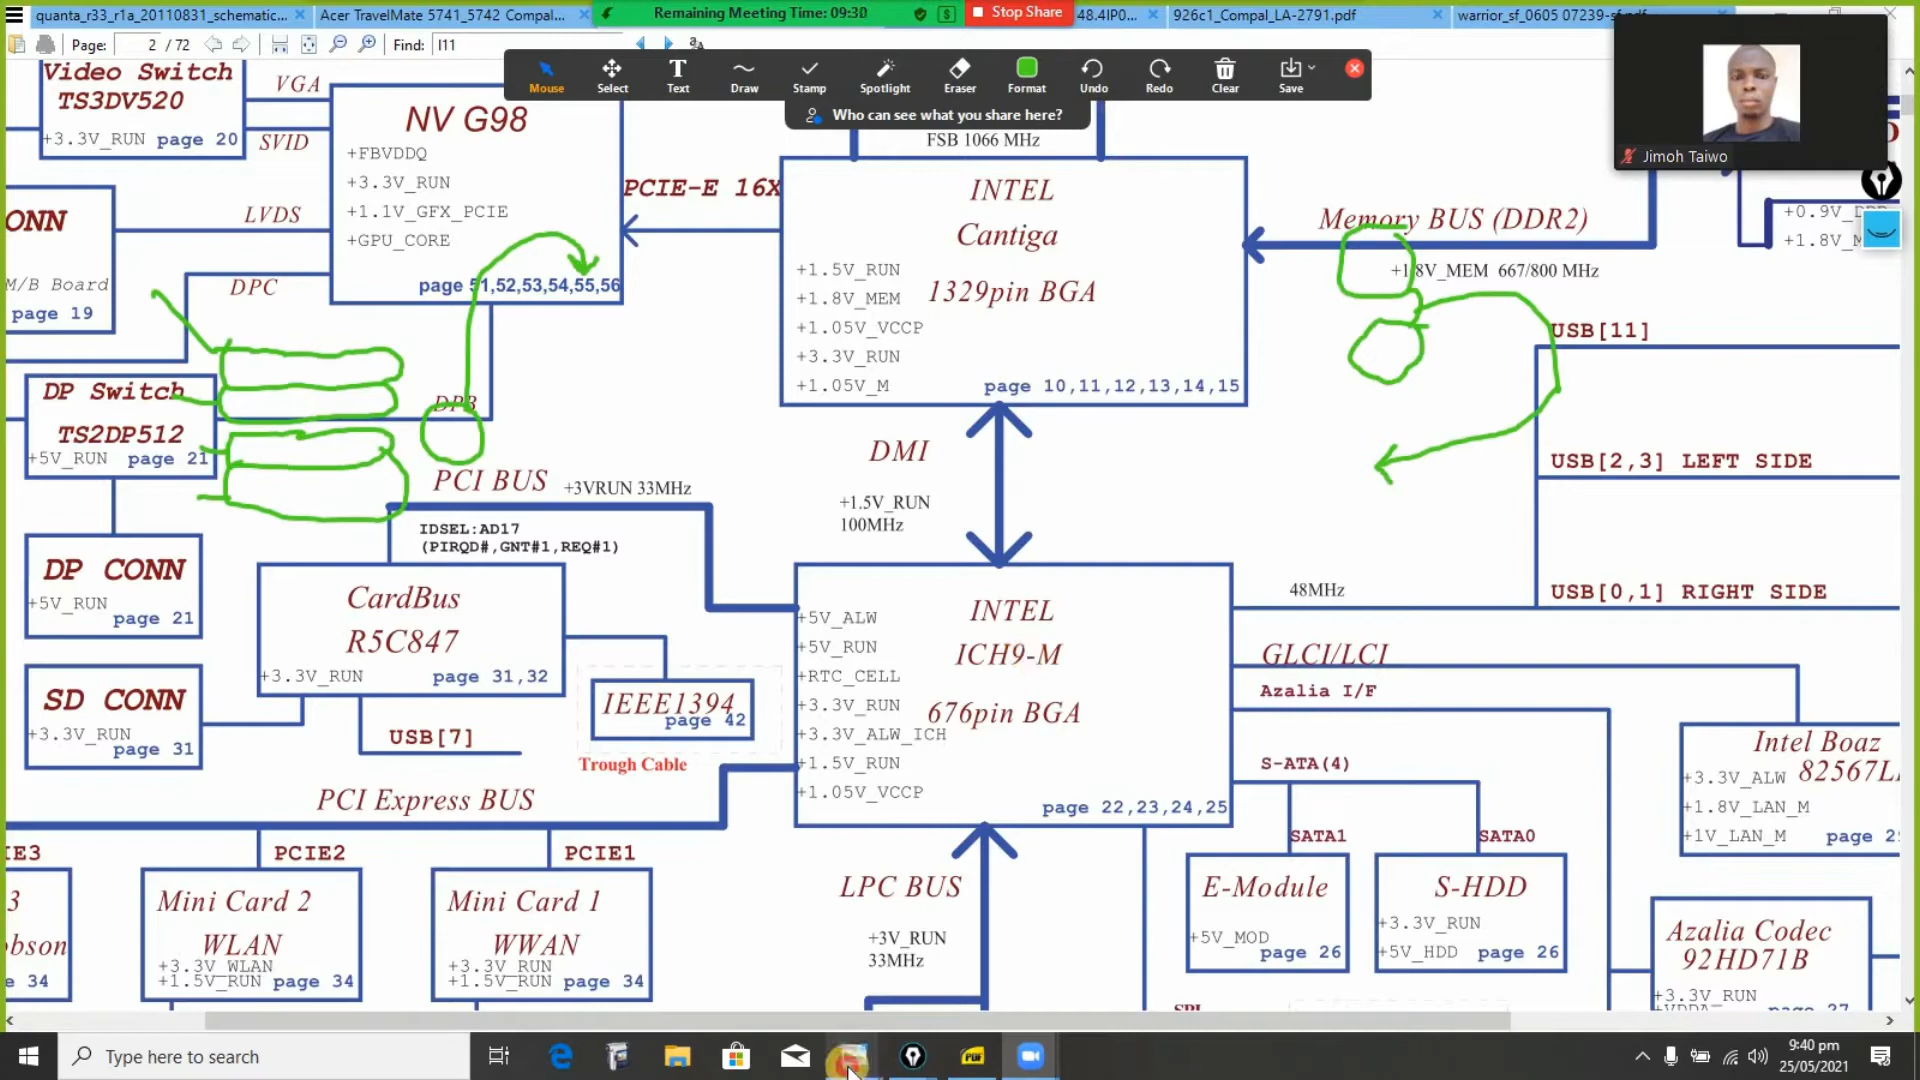 quanta_r33_r1a_20110831_schematic...
Acer TravelMate 5741_5742 Compal...
Remaining Meeting Time: 09:30
Stop Share
48.4IP0...
926c1_Compal_LA-2791.pdf
warrior_sf_0605 07239-sf.pdf
Page: 2 / 72
Find: I11
Mouse
Select
Text
Draw
Stamp
Spotlight
Eraser
Format
Undo
Redo
Clear
Save
Who can see what you share here?
Jimoh Taiwo
Video Switch
TS3DV520
+3.3V_RUN page 20
VGA
SVID
NV G98
+FBVDDQ
+3.3V_RUN
+1.1V_GFX_PCIE
+GPU_CORE
page 51,52,53,54,55,56
PCIE-E 16X
FSB 1066 MHz
INTEL
Cantiga
1329pin BGA
+1.5V_RUN
+1.8V_MEM
+1.05V_VCCP
+3.3V_RUN
+1.05V_M
page 10,11,12,13,14,15
Memory BUS (DDR2)
+1.8V_MEM 667/800 MHz
ONN
M/B Board
page 19
LVDS
DPC
DPB
DP Switch
TS2DP512
+5V_RUN page 21
USB[11]
USB[2,3] LEFT SIDE
USB[0,1] RIGHT SIDE
DMI
+1.5V_RUN
100MHz
PCI BUS
+3VRUN 33MHz
IDSEL:AD17
(PIRQD#,GNT#1,REQ#1)
DP CONN
+5V_RUN
page 21
CardBus
R5C847
+3.3V_RUN
page 31,32
IEEE1394
page 42
Trough Cable
USB[7]
SD CONN
+3.3V_RUN
page 31
INTEL
ICH9-M
676pin BGA
+5V_ALW
+5V_RUN
+RTC_CELL
+3.3V_RUN
+3.3V_ALW_ICH
+1.5V_RUN
+1.05V_VCCP
page 22,23,24,25
48MHz
GLCI/LCI
Azalia I/F
S-ATA(4)
SATA1
SATA0
Intel Boaz
+3.3V_ALW
+1.8V_LAN_M
+1V_LAN_M
PCI Express BUS
IE3
PCIE2
PCIE1
3
obson
e 34
Mini Card 2
WLAN
+3.3V_WLAN
+1.5V_RUN page 34
Mini Card 1
WWAN
+3.3V_RUN
+1.5V_RUN page 34
LPC BUS
+3V_RUN
33MHz
E-Module
+5V_MOD
page 26
S-HDD
+3.3V_RUN
+5V_HDD page 26
Azalia Codec
92HD71B
+3.3V_RUN
Type here to search
9:40 pm
25/05/2021